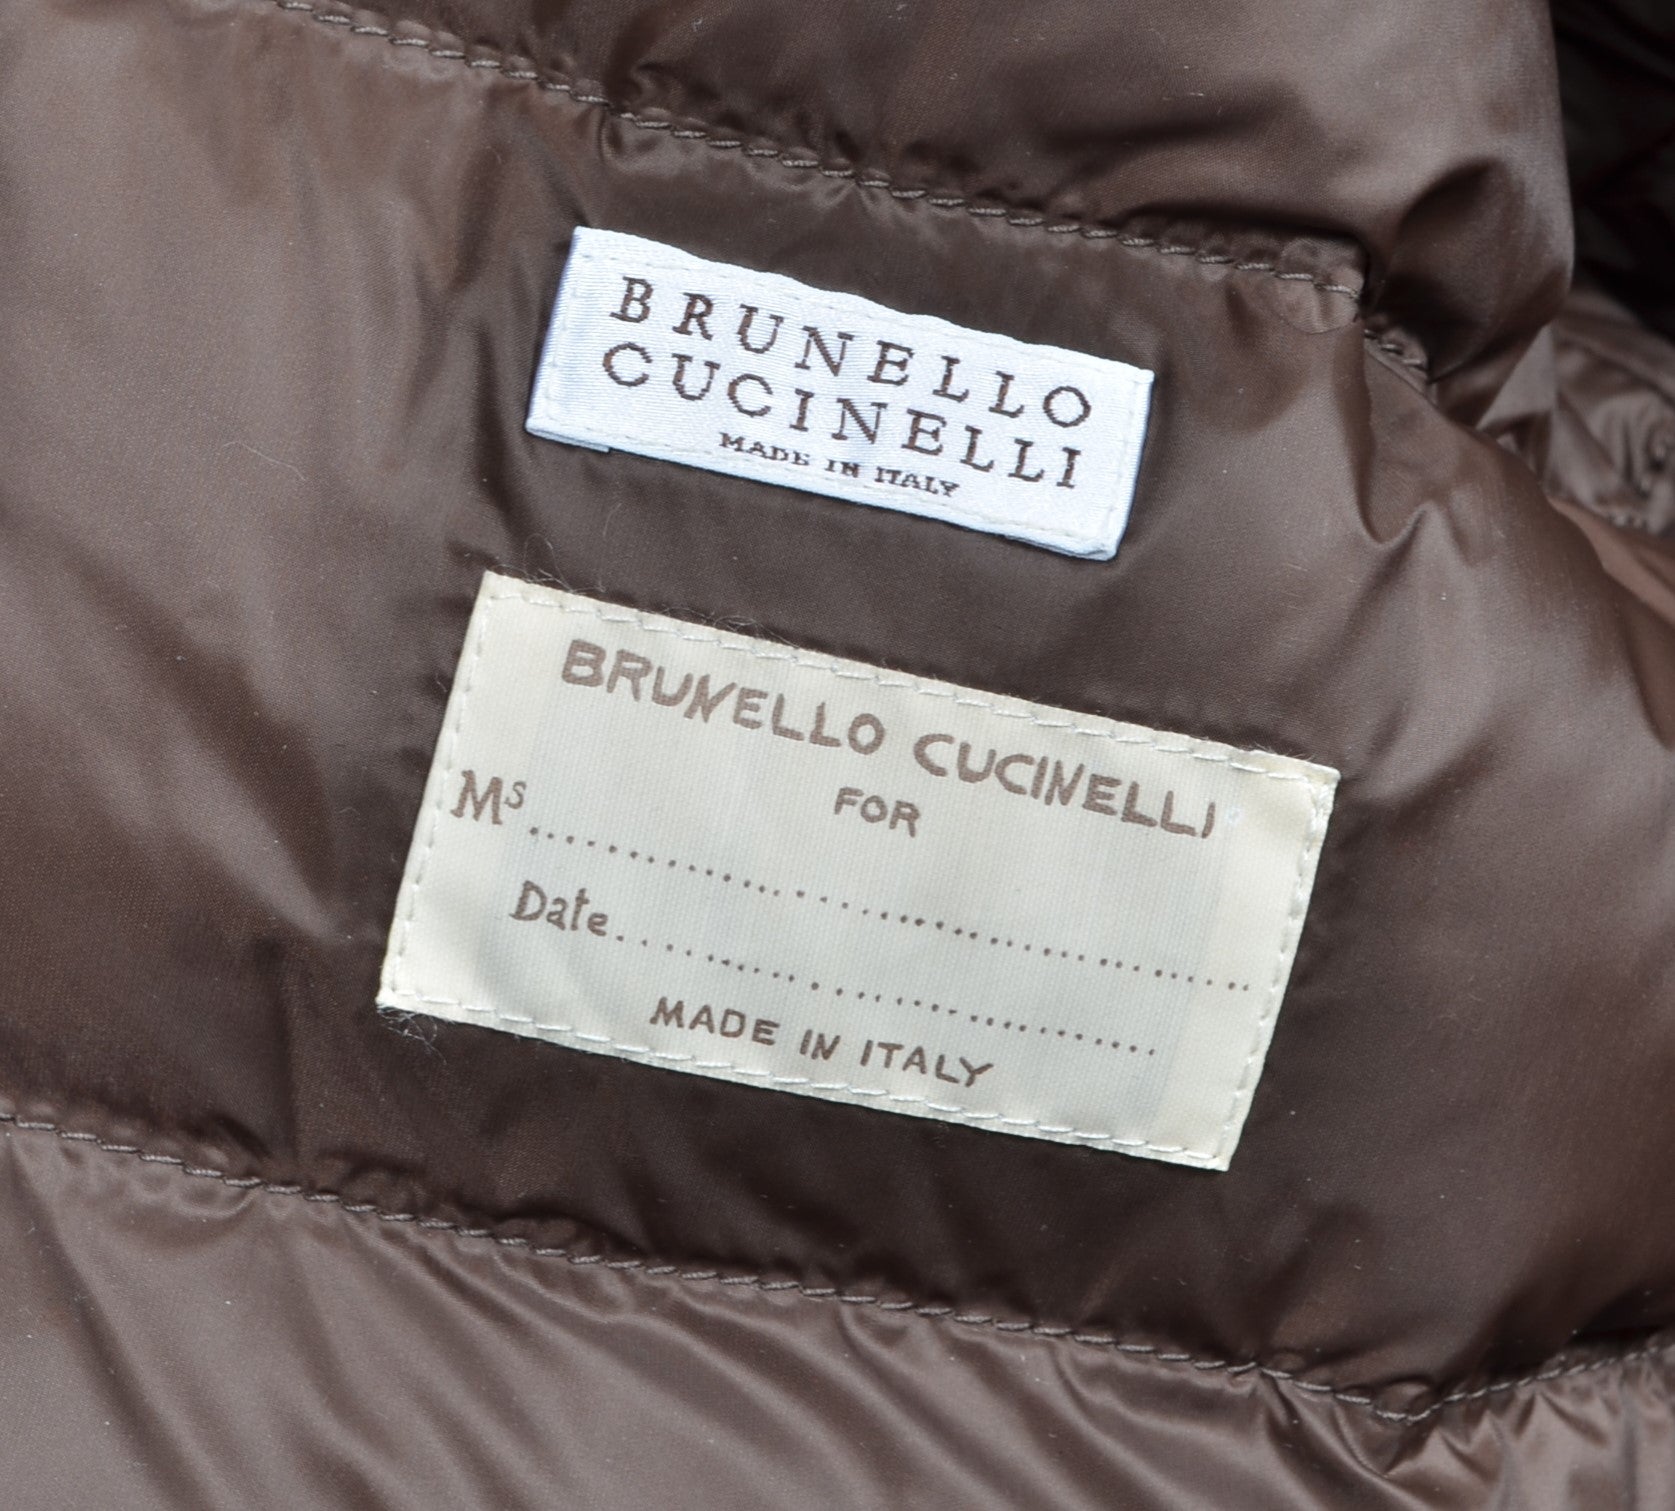 BRUNELLO
CUCINELLI
MADE IN ITALY
BRUNELLO CUCINELLI
FOR
Ms ........................................................
Date..................................................
MADE IN ITALY